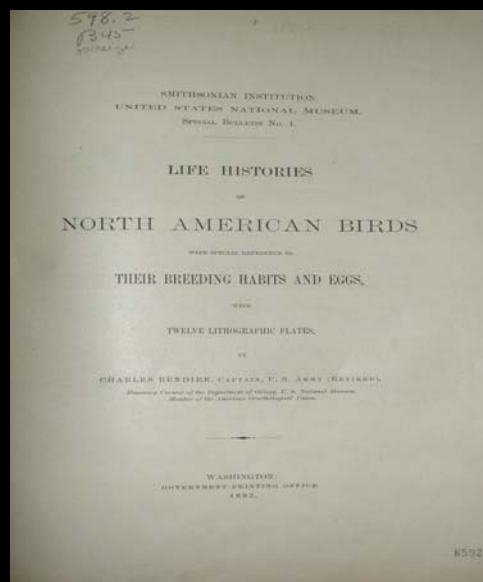 598.2
B45
exchange
SMITHSONIAN INSTITUTION
UNITED STATES NATIONAL MUSEUM.
SPECIAL BULLETIN NO. 1.
LIFE HISTORIES
OF
NORTH AMERICAN BIRDS
WITH SPECIAL REFERENCE TO
THEIR BREEDING HABITS AND EGGS,
WITH
TWELVE LITHOGRAPHIC PLATES.
BY
CHARLES BENDIRE, CAPTAIN, U. S. ARMY (RETIRED),
Honorary Curator of the Department of Oölogy, U. S. National Museum,
Member of the American Ornithologists' Union.
WASHINGTON:
GOVERNMENT PRINTING OFFICE
1892.
8592